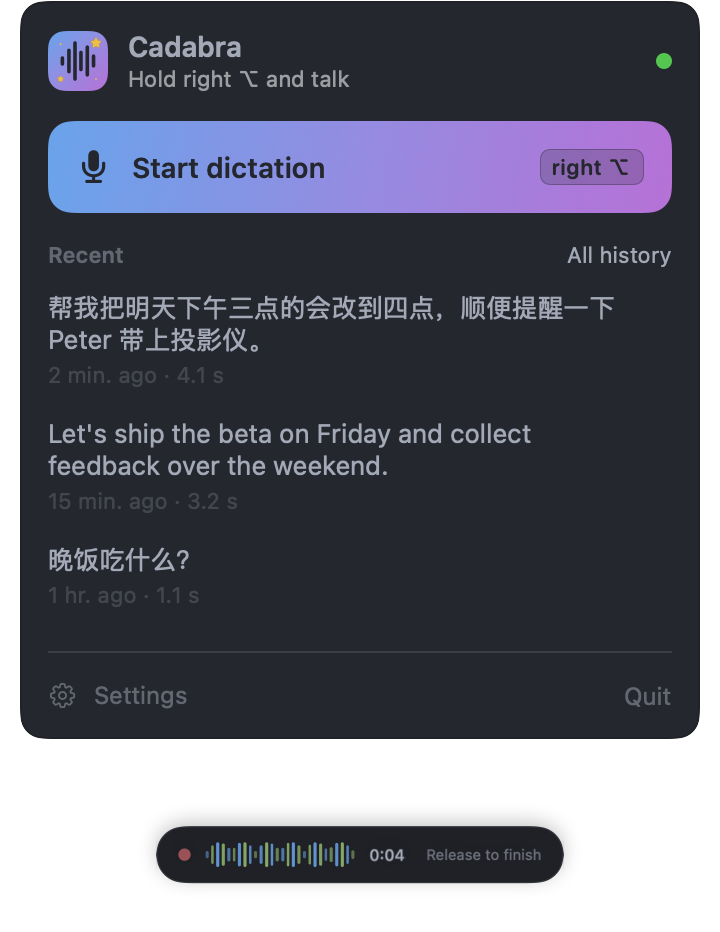 Cadabra
Hold right ⌥ and talk
Start dictation
right ⌥
Recent
All history
帮我把明天下午三点的会改到四点，顺便提醒一下
Peter 带上投影仪。
2 min. ago · 4.1 s
Let's ship the beta on Friday and collect
feedback over the weekend.
15 min. ago · 3.2 s
晚饭吃什么？
1 hr. ago · 1.1 s
Settings
Quit
0:04
Release to finish